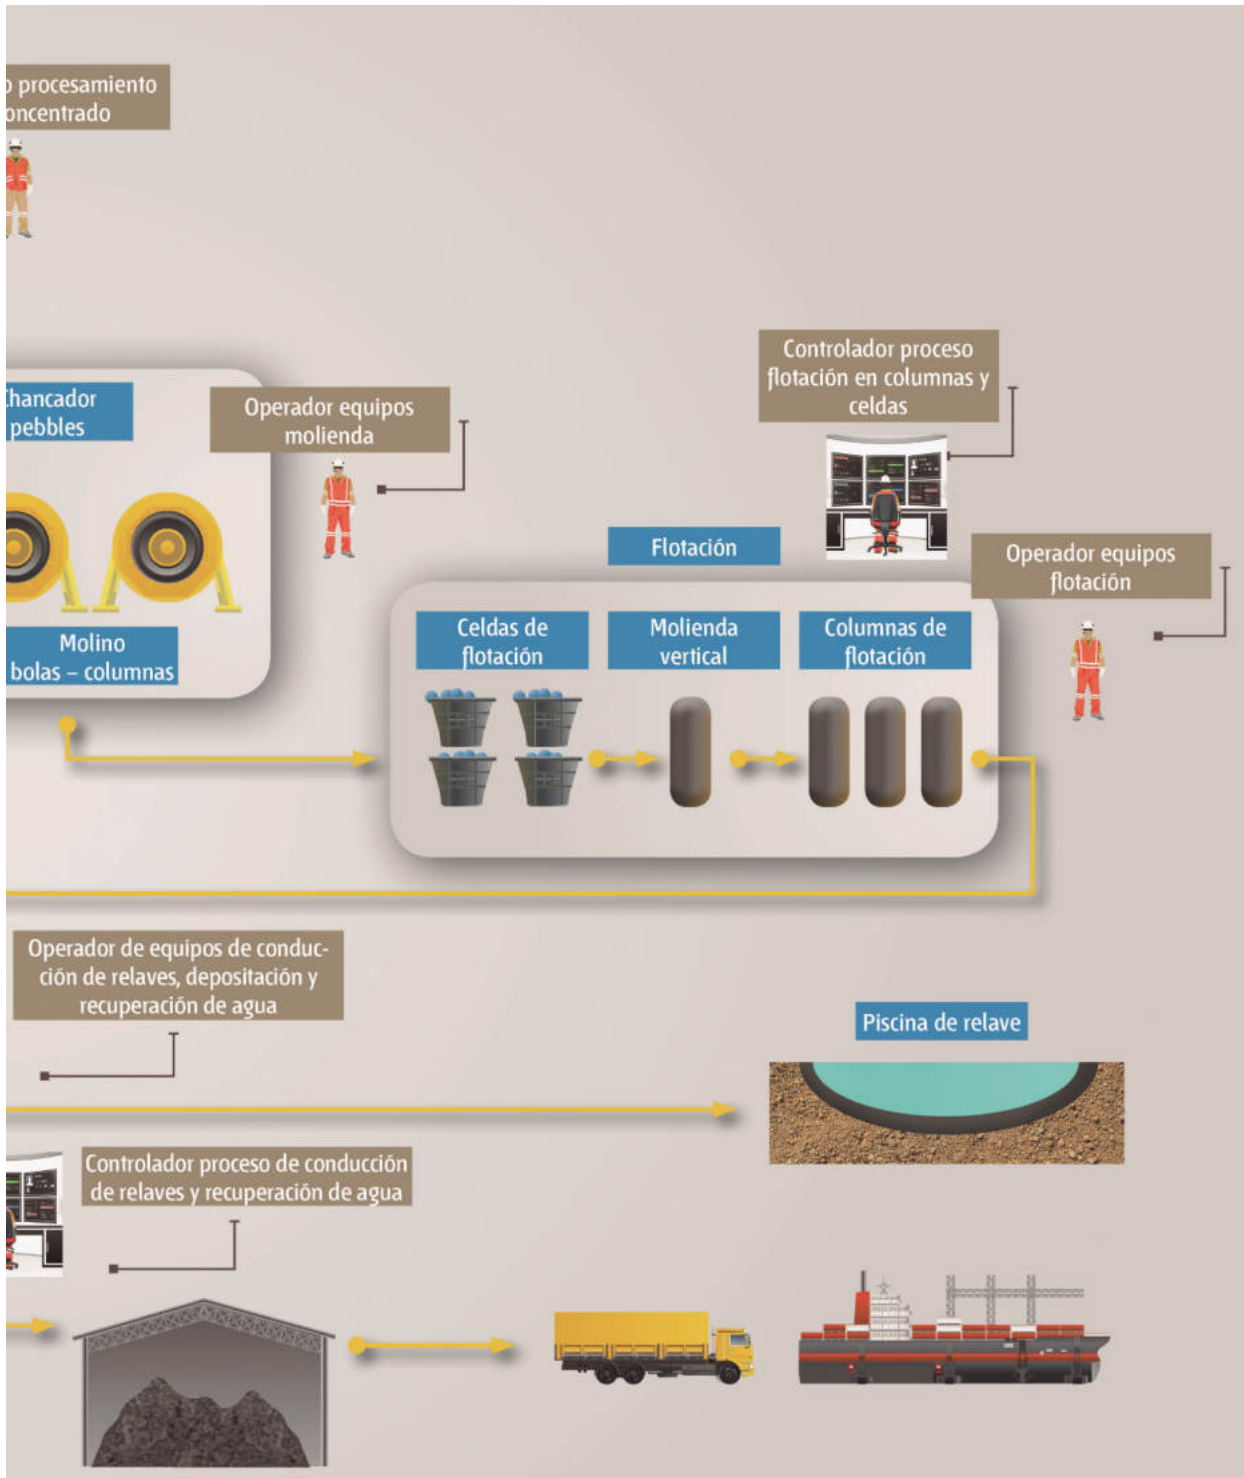 procesamiento
Controlador proceso
flotación en columnas y
celdas
pebbles
Operador equipos
molienda
Flotación
Operador equipos
flotación
Celdas de
flotación
Molienda
vertical
Columnas de
flotación
Molino
bolas – columnas
Operador de equipos de conduc-
ción de relaves, depositación y
recuperación de agua
Piscina de relave
Controlador proceso de conducción
de relaves y recuperación de agua